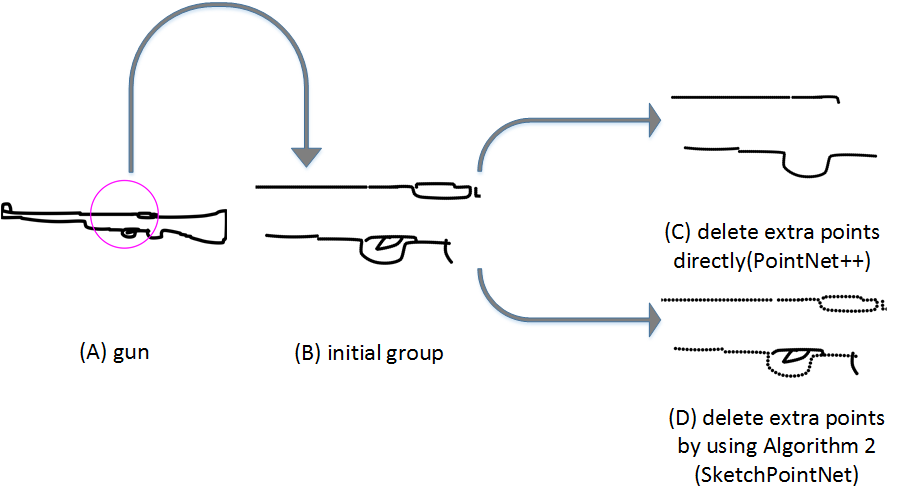 (A) gun
(B) initial group
(C) delete extra points
directly(PointNet++)
(D) delete extra points
by using Algorithm 2
(SketchPointNet)